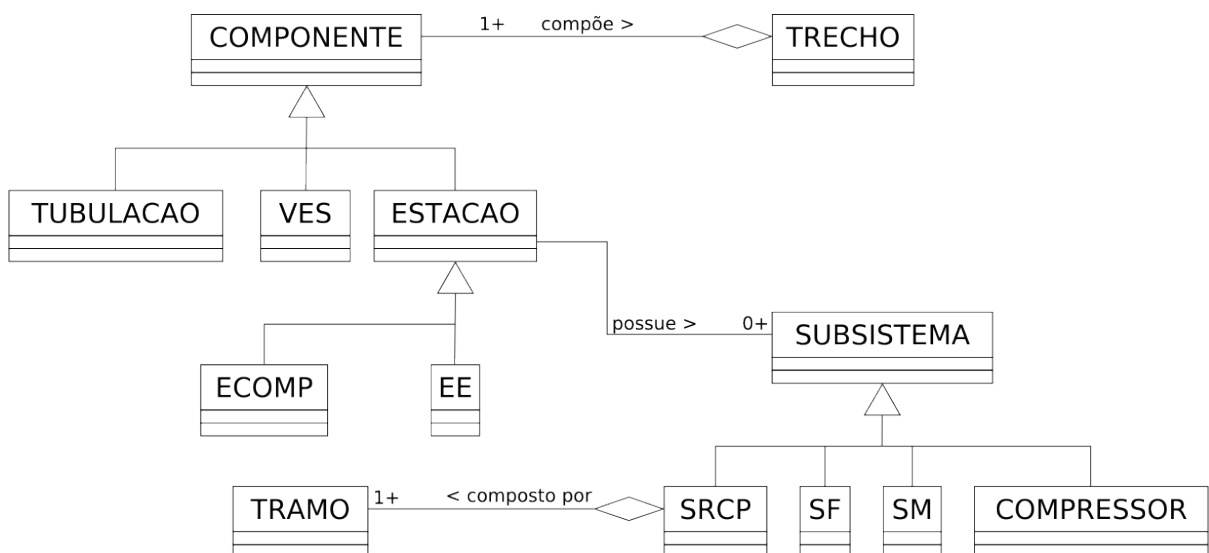 COMPONENTE
1+ compõe >
TRECHO
TUBULACAO
VES
ESTACAO
possue > 0+
SUBSISTEMA
ECOMP
EE
TRAMO
1+ < composto por
SRCP
SF
SM
COMPRESSOR